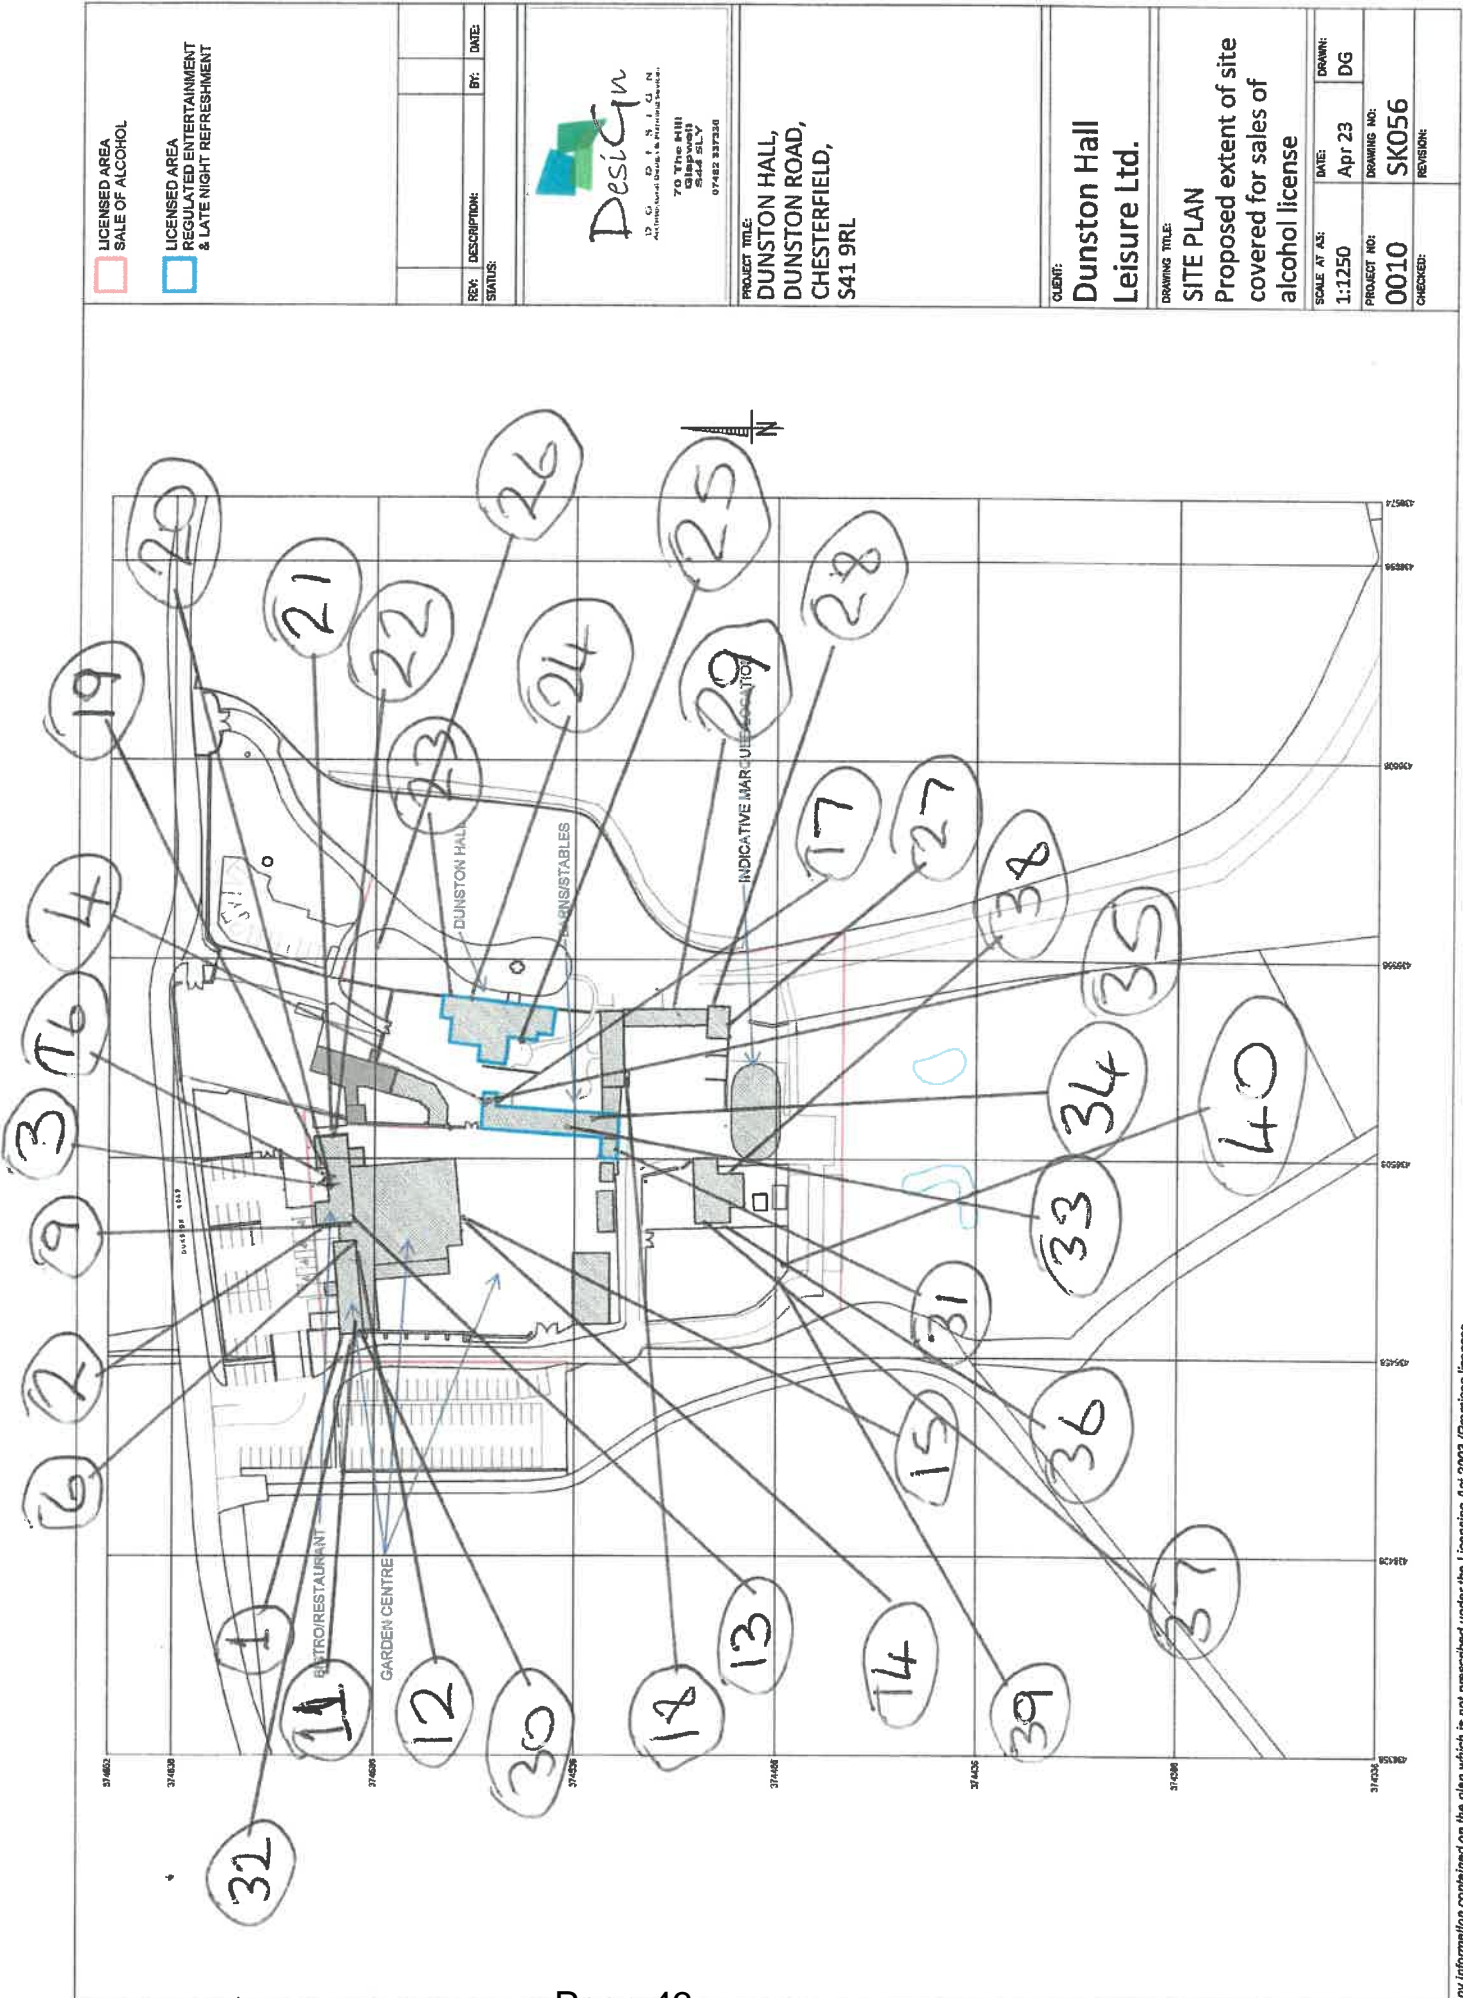 LICENSED AREA
SALE OF ALCOHOL
LICENSED AREA
REGULATED ENTERTAINMENT
& LATE NIGHT REFRESHMENT
REV:
DESCRIPTION:
BY:
DATE:
STATUS:
DesiGn
70 The Hill
Glapwell
S44 5LY
07482 337336
PROJECT TITLE:
DUNSTON HALL,
DUNSTON ROAD,
CHESTERFIELD,
S41 9RL
CLIENT:
Dunston Hall
Leisure Ltd.
DRAWING TITLE:
SITE PLAN
Proposed extent of site
covered for sales of
alcohol license
SCALE AT A3:
1:1250
DATE:
Apr 23
DRAWN:
DG
PROJECT NO:
0010
DRAWING NO:
SK056
CHECKED:
REVISION:
N
32
6
2
9
3
16
4
19
20
1
11
12
30
21
22
23
26
24
25
29
28
17
27
38
35
34
40
33
31
36
15
37
39
14
13
18
BISTRO/RESTAURANT
GARDEN CENTRE
DUNSTON HALL
BARNS/STABLES
INDICATIVE MARQUEE LOCATION
Page 43